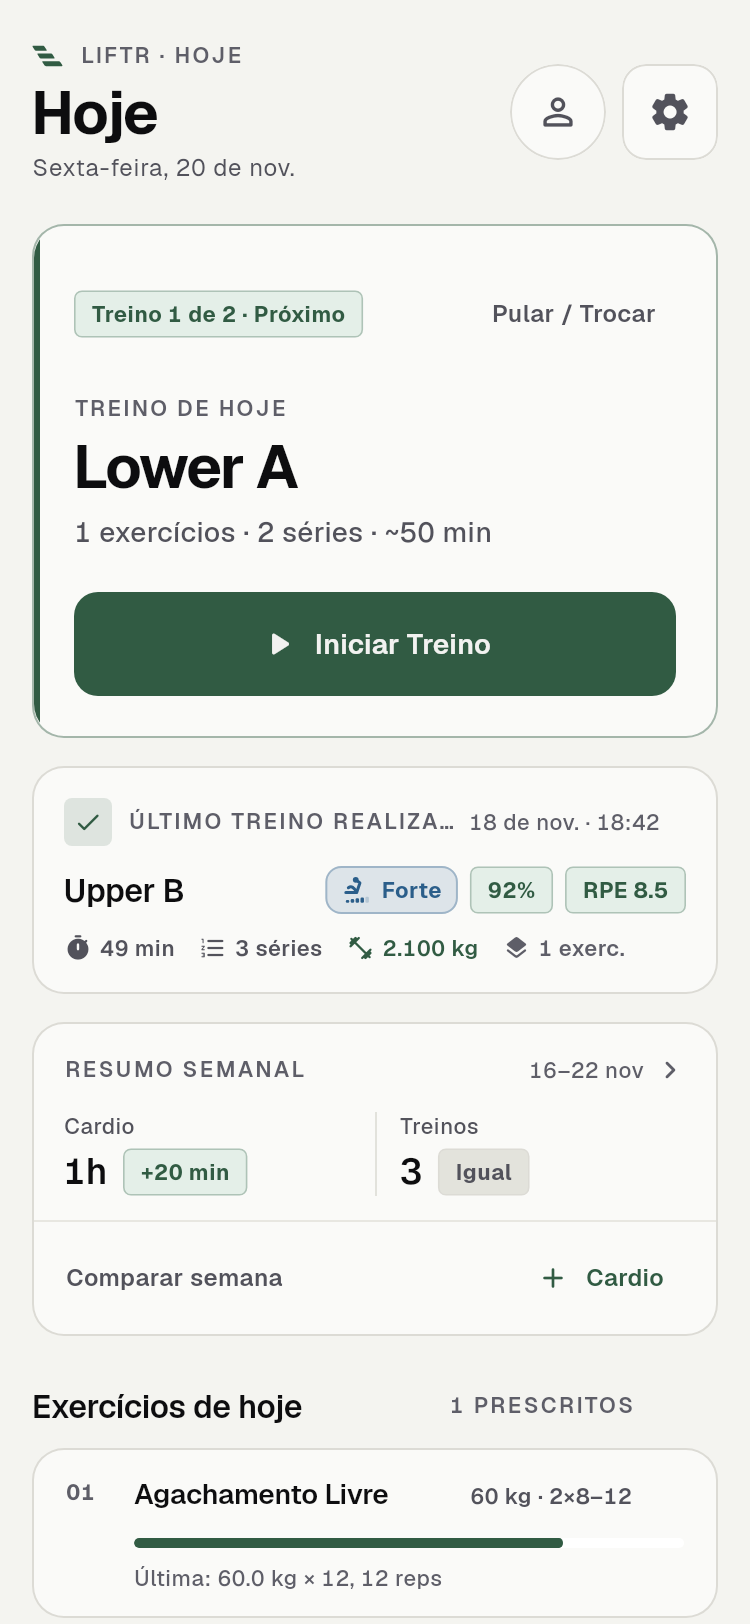 LIFTR · HOJE
Hoje
Sexta-feira, 20 de nov.
Treino 1 de 2 · Próximo
Pular / Trocar
TREINO DE HOJE
Lower A
1 exercícios · 2 séries · ~50 min
Iniciar Treino
ÚLTIMO TREINO REALIZA… 18 de nov. · 18:42
Upper B
Forte
92%
RPE 8.5
49 min
3 séries
2.100 kg
1 exerc.
RESUMO SEMANAL
16–22 nov
Cardio
1h
+20 min
Treinos
3
Igual
Comparar semana
Cardio
Exercícios de hoje
1 PRESCRITOS
01
Agachamento Livre
60 kg · 2×8–12
Última: 60.0 kg × 12, 12 reps